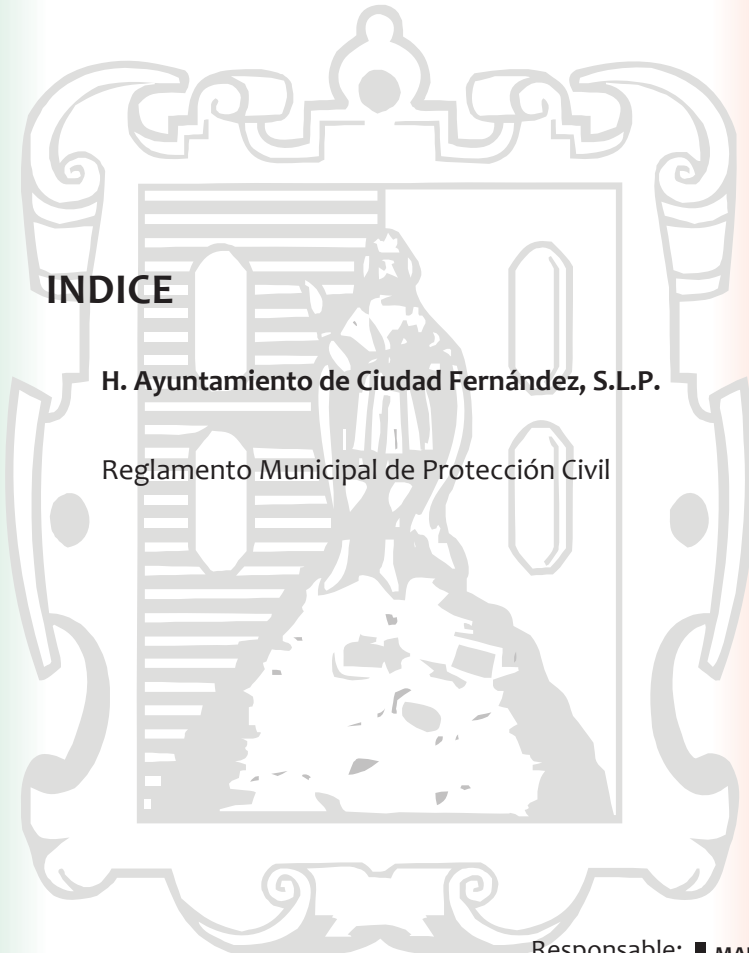 INDICE
H. Ayuntamiento de Ciudad Fernández, S.L.P.
Reglamento Municipal de Protección Civil
Responsable: